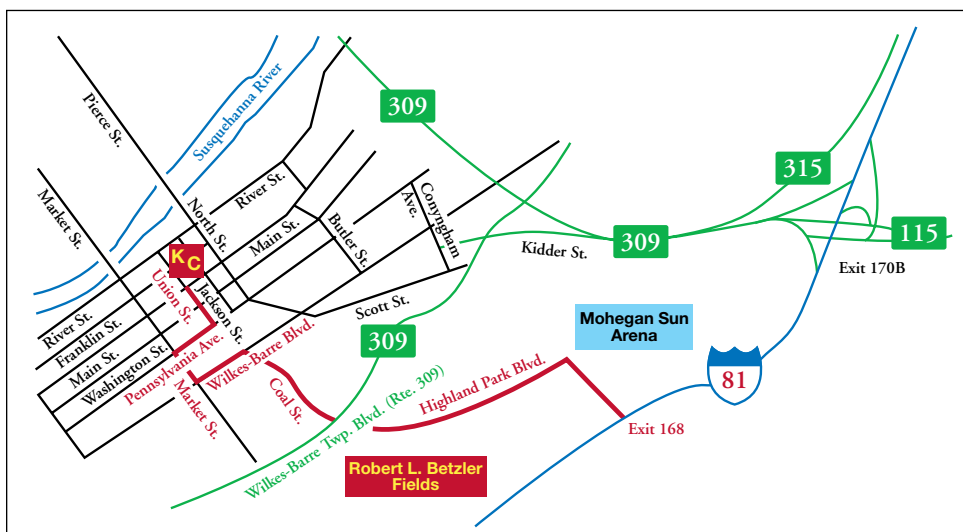 Pierce St.
Susquehanna River
309
315
Market St.
North St.
River St.
Main St.
Butler St.
Conyngham
Ave.
Kidder St.
309
115
Exit 170B
K C
Union St.
Jackson St.
Scott St.
River St.
Franklin St.
Main St.
Washington St.
Pennsylvania Ave.
Wilkes-Barre Blvd.
Market St.
Coal St.
309
Mohegan Sun
Arena
81
Highland Park Blvd.
Exit 168
Wilkes-Barre Twp. Blvd. (Rte. 309)
Robert L. Betzler
Fields